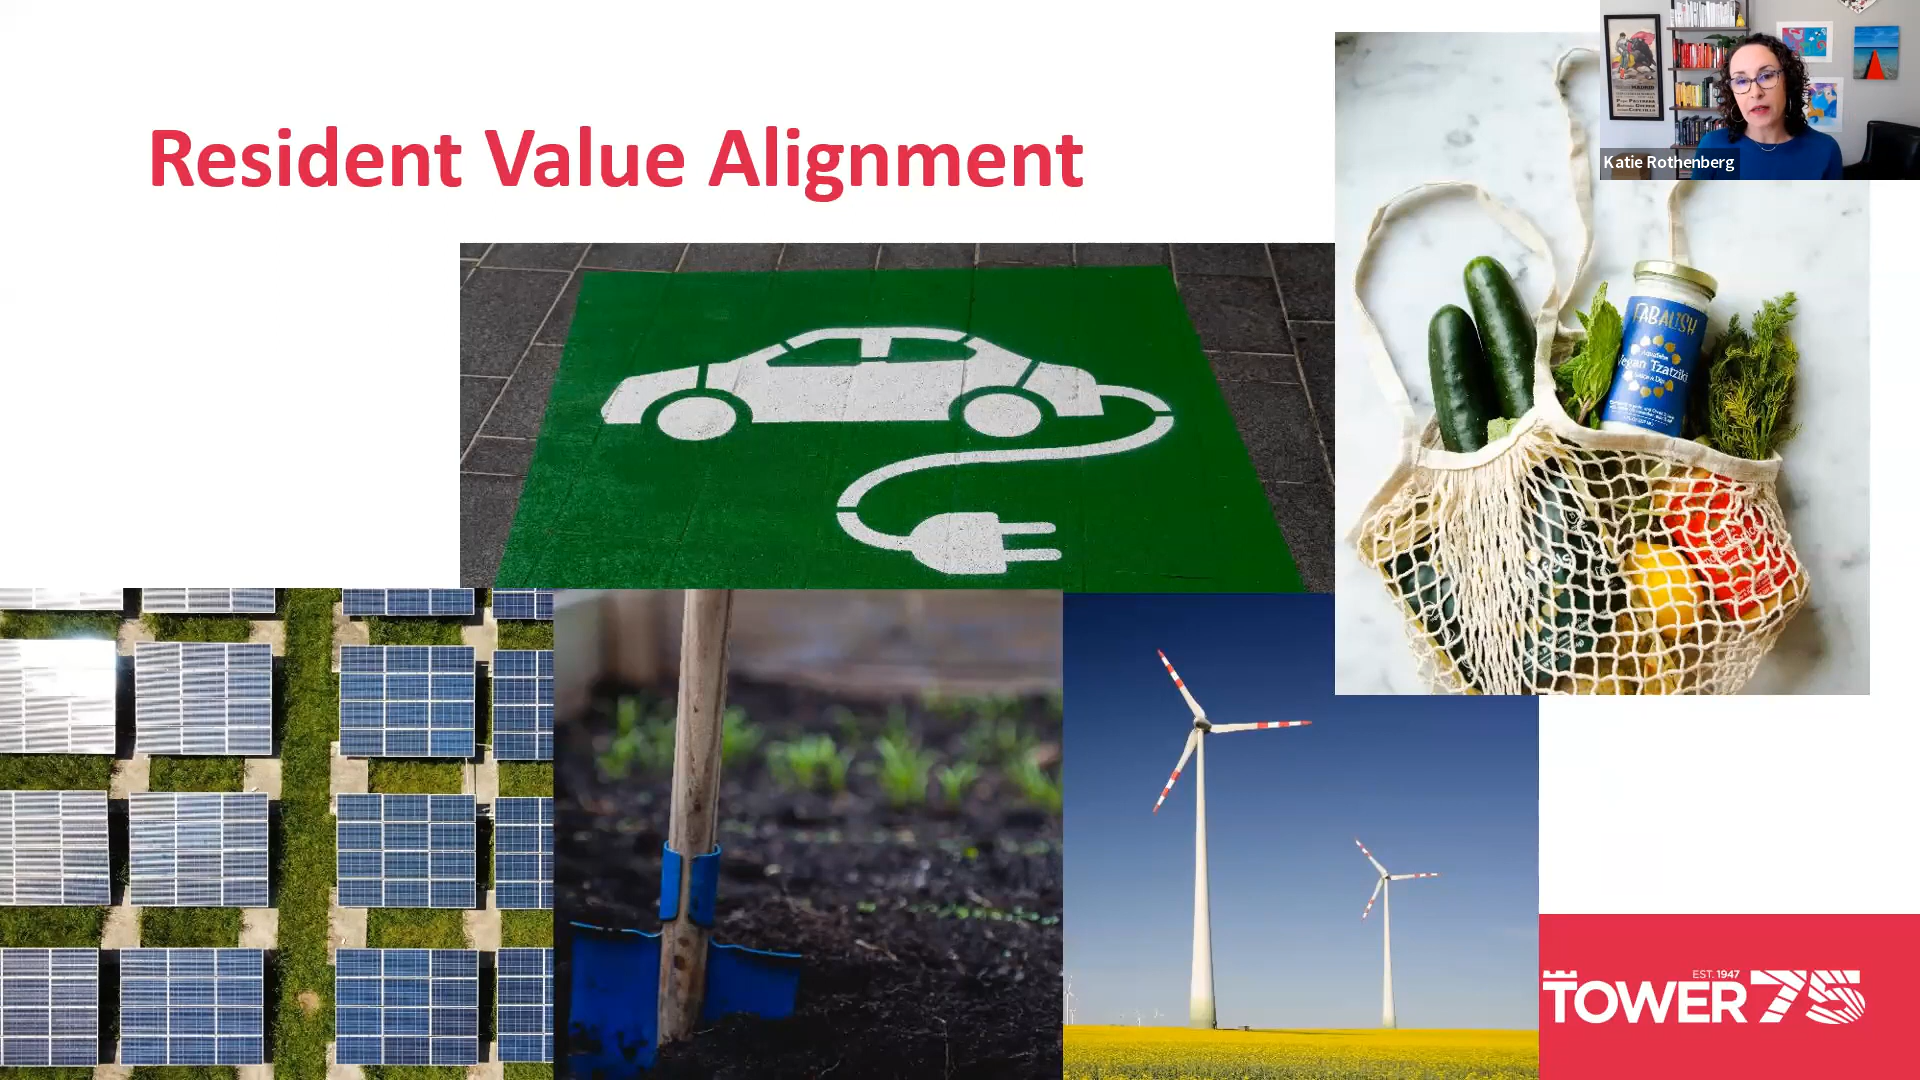 Resident Value Alignment
Katie Rothenberg
FABALISH
Vegan Tzatziki
EST. 1947
TOWER 75